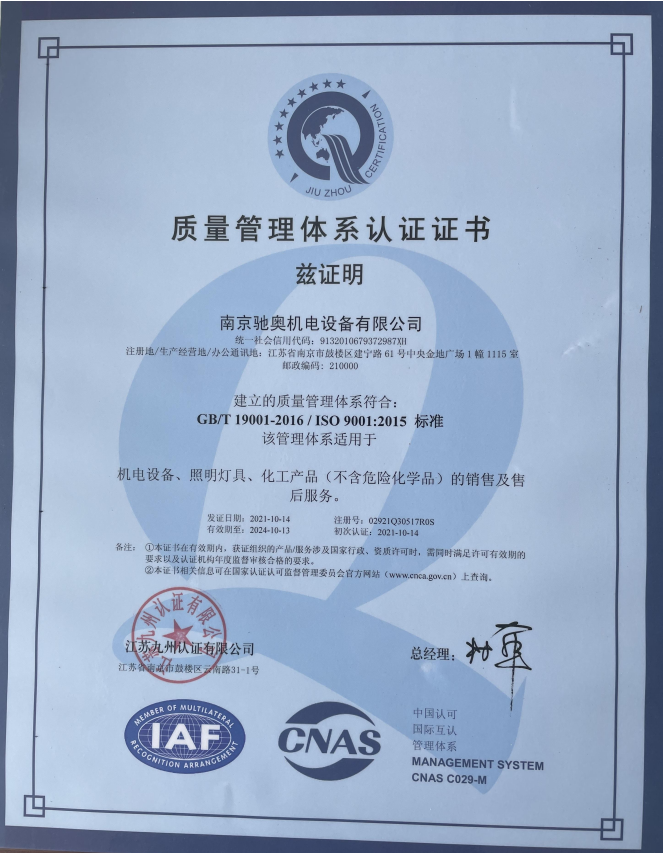 JIU ZHOU CERTIFICATION
质量管理体系认证证书
兹证明
南京驰奥机电设备有限公司
统一社会信用代码：9132010679372987XH
注册地/生产经营地/办公通讯地：江苏省南京市鼓楼区建宁路 61 号中央金地广场 1 幢 1115 室
邮政编码: 210000
建立的质量管理体系符合：
GB/T 19001-2016 / ISO 9001:2015 标准
该管理体系适用于
机电设备、照明灯具、化工产品（不含危险化学品）的销售及售
后服务。
发证日期：2021-10-14 注册号：02921Q30517R0S
有效期至：2024-10-13 初次认证：2021-10-14
备注： ①本证书在有效期内，获证组织的产品/服务涉及国家行政、资质许可时，需同时满足许可有效期的
要求以及认证机构年度监督审核合格的要求。
②本证书相关信息可在国家认证认可监督管理委员会官方网站（www.cnca.gov.cn）上查询。
江苏九州认证有限公司
江苏九州认证有限公司
江苏省南京市鼓楼区云南路31-1号
总经理：
MEMBER OF MULTILATERAL
IAF
RECOGNITION ARRANGEMENT
CNAS
中国认可
国际互认
管理体系
MANAGEMENT SYSTEM
CNAS C029-M